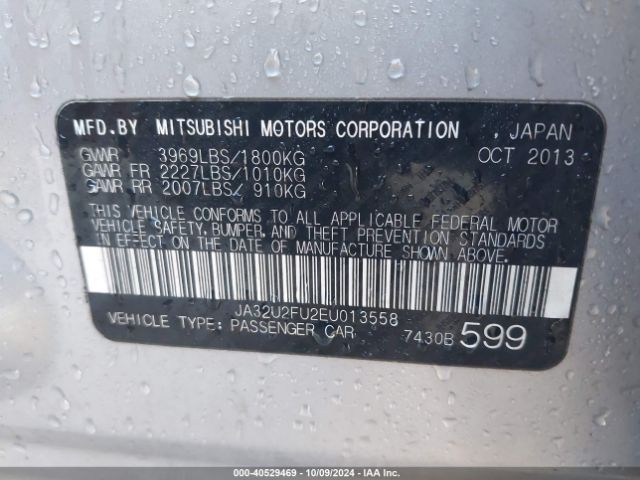 MFD.BY MITSUBISHI MOTORS CORPORATION , JAPAN
GVWR 3969LBS/1800KG OCT 2013
GAWR FR 2227LBS/1010KG
GAWR RR 2007LBS/ 910KG
THIS VEHICLE CONFORMS TO ALL APPLICABLE FEDERAL MOTOR
VEHICLE SAFETY, BUMPER, AND THEFT PREVENTION STANDARDS
IN EFFECT ON THE DATE OF MANUFACTURE SHOWN ABOVE.
JA32U2FU2EU013558
VEHICLE TYPE: PASSENGER CAR 7430B 599
000-40529469 - 10/09/2024 - IAAI.COM